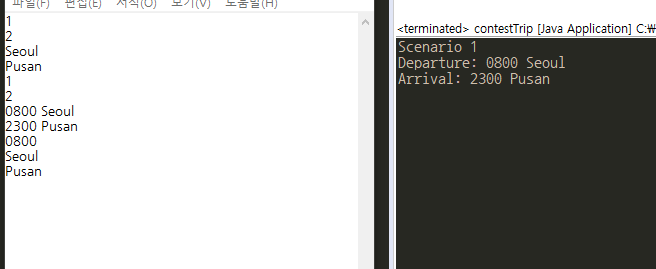 파일(F) 편집(E) 서식(O) 보기(V) 도움말(H)
1
2
Seoul
Pusan
1
2
0800 Seoul
2300 Pusan
0800
Seoul
Pusan
<terminated> contestTrip [Java Application] C:₩
Scenario 1
Departure: 0800 Seoul
Arrival: 2300 Pusan